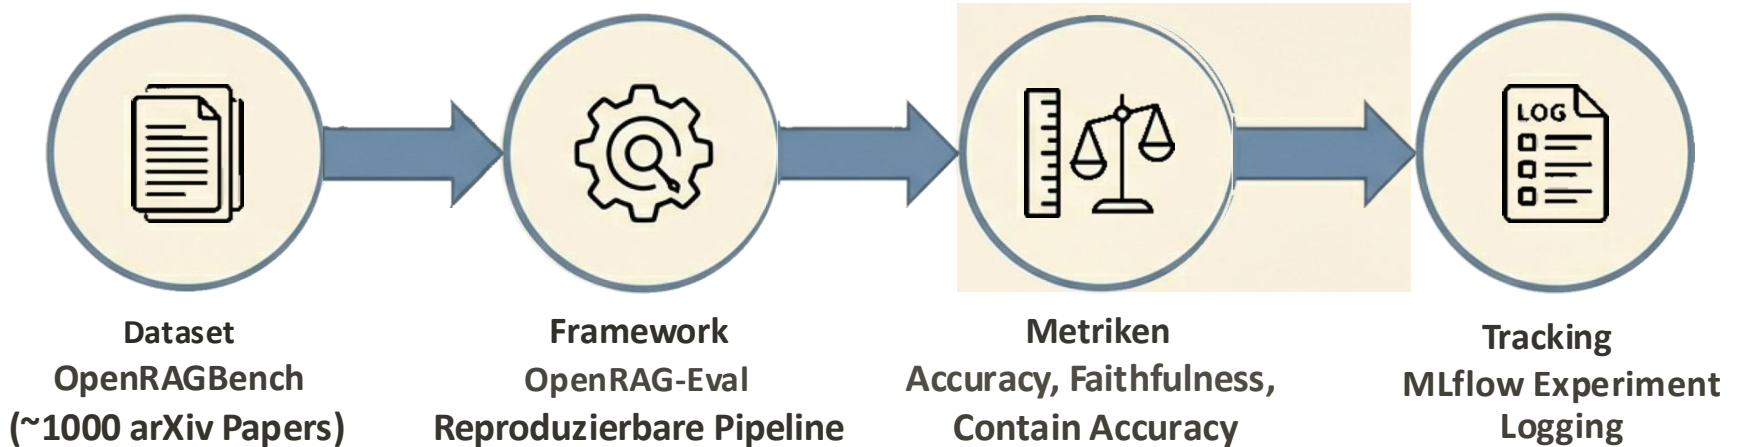 LOG
Dataset
OpenRAGBench
(~1000 arXiv Papers)
Framework
OpenRAG-Eval
Reproduzierbare Pipeline
Metriken
Accuracy, Faithfulness,
Contain Accuracy
Tracking
MLflow Experiment
Logging